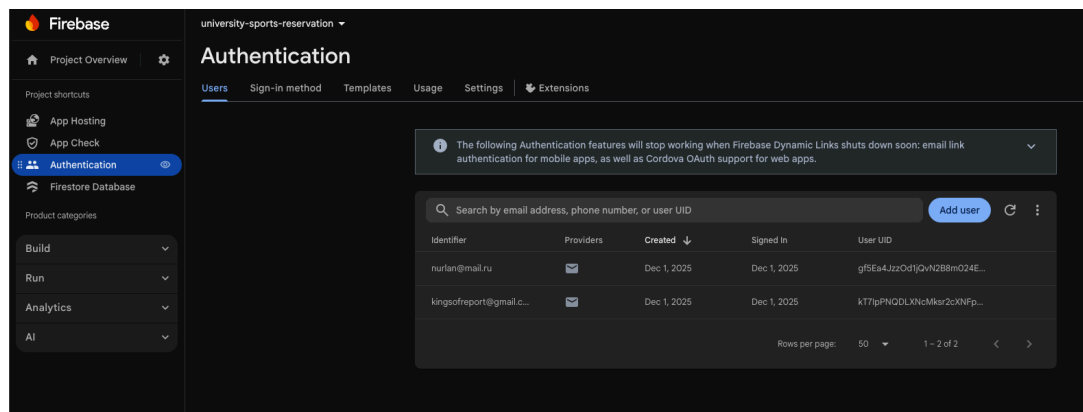 Firebase
university-sports-reservation
Project Overview
Authentication
Users Sign-in method Templates Usage Settings Extensions
Project shortcuts
App Hosting
App Check
Authentication
Firestore Database
Product categories
Build
Run
Analytics
AI
The following Authentication features will stop working when Firebase Dynamic Links shuts down soon: email link
authentication for mobile apps, as well as Cordova OAuth support for web apps.
Search by email address, phone number, or user UID Add user
Identifier Providers Created Signed In User UID
nurlan@mail.ru Dec 1, 2025 Dec 1, 2025 gf5Ea4JzzOd1jQvN2B8mO24E...
kingsofreport@gmail.c... Dec 1, 2025 Dec 1, 2025 kT7IpPNQDLXNcMksr2cXNFp...
Rows per page: 50 1 – 2 of 2